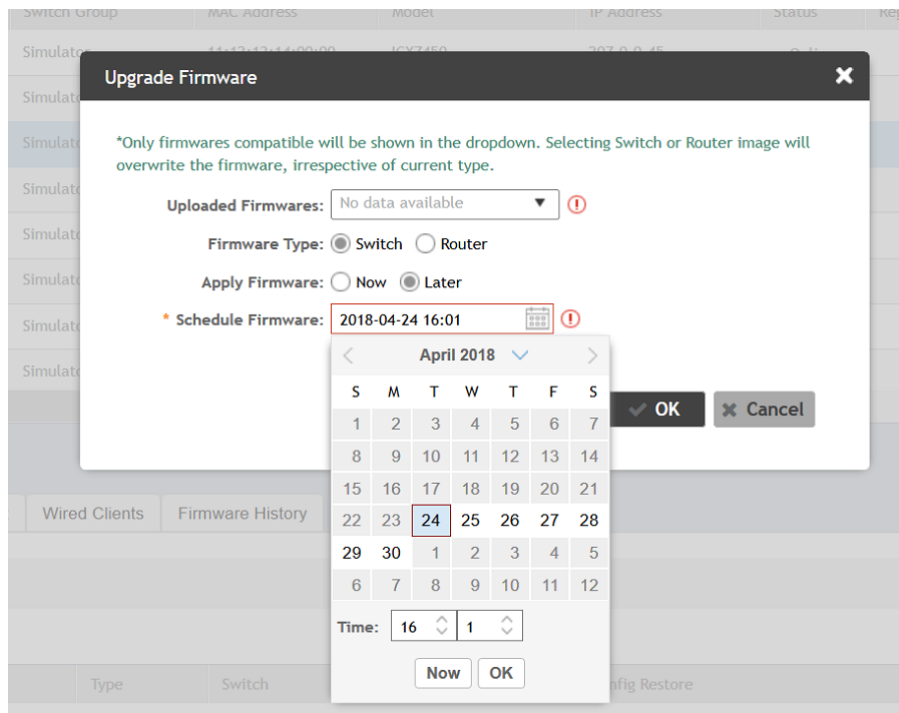 Switch Group MAC Address Model IP Address Status
Simulator
Upgrade Firmware
*Only firmwares compatible will be shown in the dropdown. Selecting Switch or Router image will
overwrite the firmware, irrespective of current type.
Uploaded Firmwares: No data available
Firmware Type: Switch Router
Apply Firmware: Now Later
* Schedule Firmware: 2018-04-24 16:01
April 2018
S M T W T F S
1 2 3 4 5 6 7
8 9 10 11 12 13 14
15 16 17 18 19 20 21
22 23 24 25 26 27 28
29 30 1 2 3 4 5
6 7 8 9 10 11 12
Time: 16 1
Now OK
OK Cancel
Wired Clients Firmware History
Type Switch nfig Restore